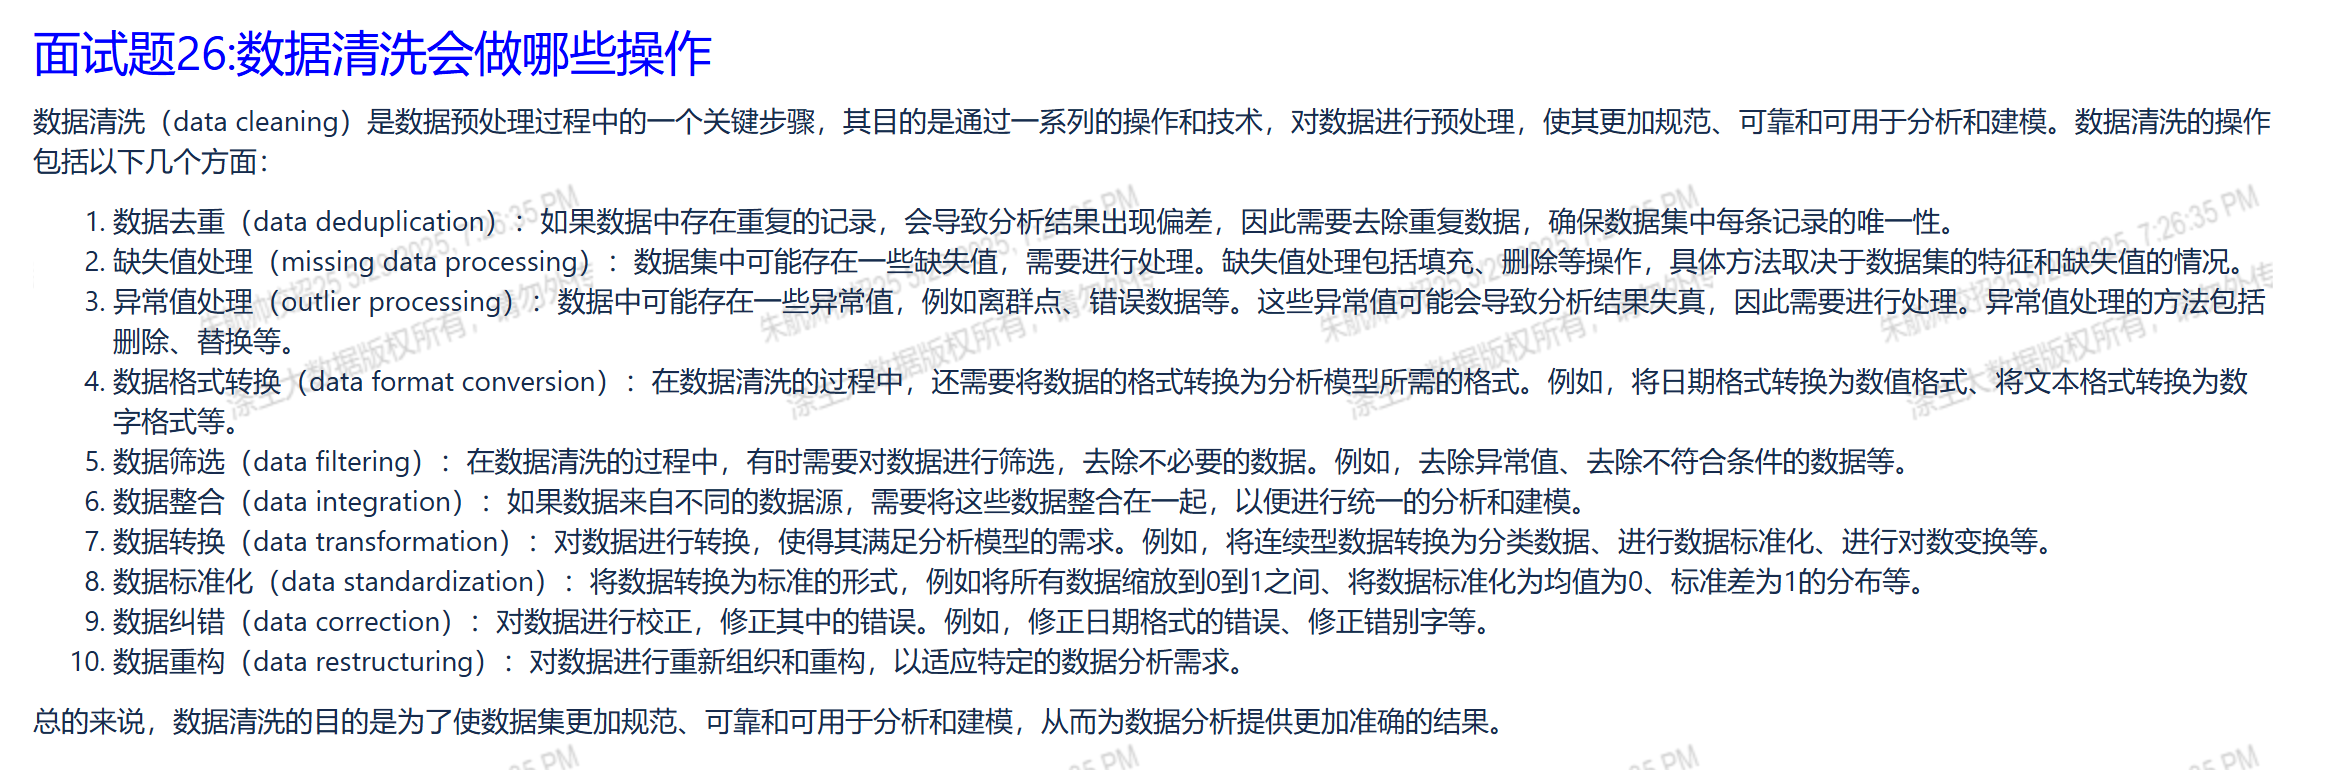 面试题26:数据清洗会做哪些操作
数据清洗（data cleaning）是数据预处理过程中的一个关键步骤，其目的是通过一系列的操作和技术，对数据进行预处理，使其更加规范、可靠和可用于分析和建模。数据清洗的操作
包括以下几个方面：
1. 数据去重（data deduplication）：如果数据中存在重复的记录，会导致分析结果出现偏差，因此需要去除重复数据，确保数据集中每条记录的唯一性。
2. 缺失值处理（missing data processing）：数据集中可能存在一些缺失值，需要进行处理。缺失值处理包括填充、删除等操作，具体方法取决于数据集的特征和缺失值的情况。
3. 异常值处理（outlier processing）：数据中可能存在一些异常值，例如离群点、错误数据等。这些异常值可能会导致分析结果失真，因此需要进行处理。异常值处理的方法包括
删除、替换等。
4. 数据格式转换（data format conversion）：在数据清洗的过程中，还需要将数据的格式转换为分析模型所需的格式。例如，将日期格式转换为数值格式、将文本格式转换为数
字格式等。
5. 数据筛选（data filtering）：在数据清洗的过程中，有时需要对数据进行筛选，去除不必要的数据。例如，去除异常值、去除不符合条件的数据等。
6. 数据整合（data integration）：如果数据来自不同的数据源，需要将这些数据整合在一起，以便进行统一的分析和建模。
7. 数据转换（data transformation）：对数据进行转换，使得其满足分析模型的需求。例如，将连续型数据转换为分类数据、进行数据标准化、进行对数变换等。
8. 数据标准化（data standardization）：将数据转换为标准的形式，例如将所有数据缩放到0到1之间、将数据标准化为均值为0、标准差为1的分布等。
9. 数据纠错（data correction）：对数据进行校正，修正其中的错误。例如，修正日期格式的错误、修正错别字等。
10. 数据重构（data restructuring）：对数据进行重新组织和重构，以适应特定的数据分析需求。
总的来说，数据清洗的目的是为了使数据集更加规范、可靠和可用于分析和建模，从而为数据分析提供更加准确的结果。